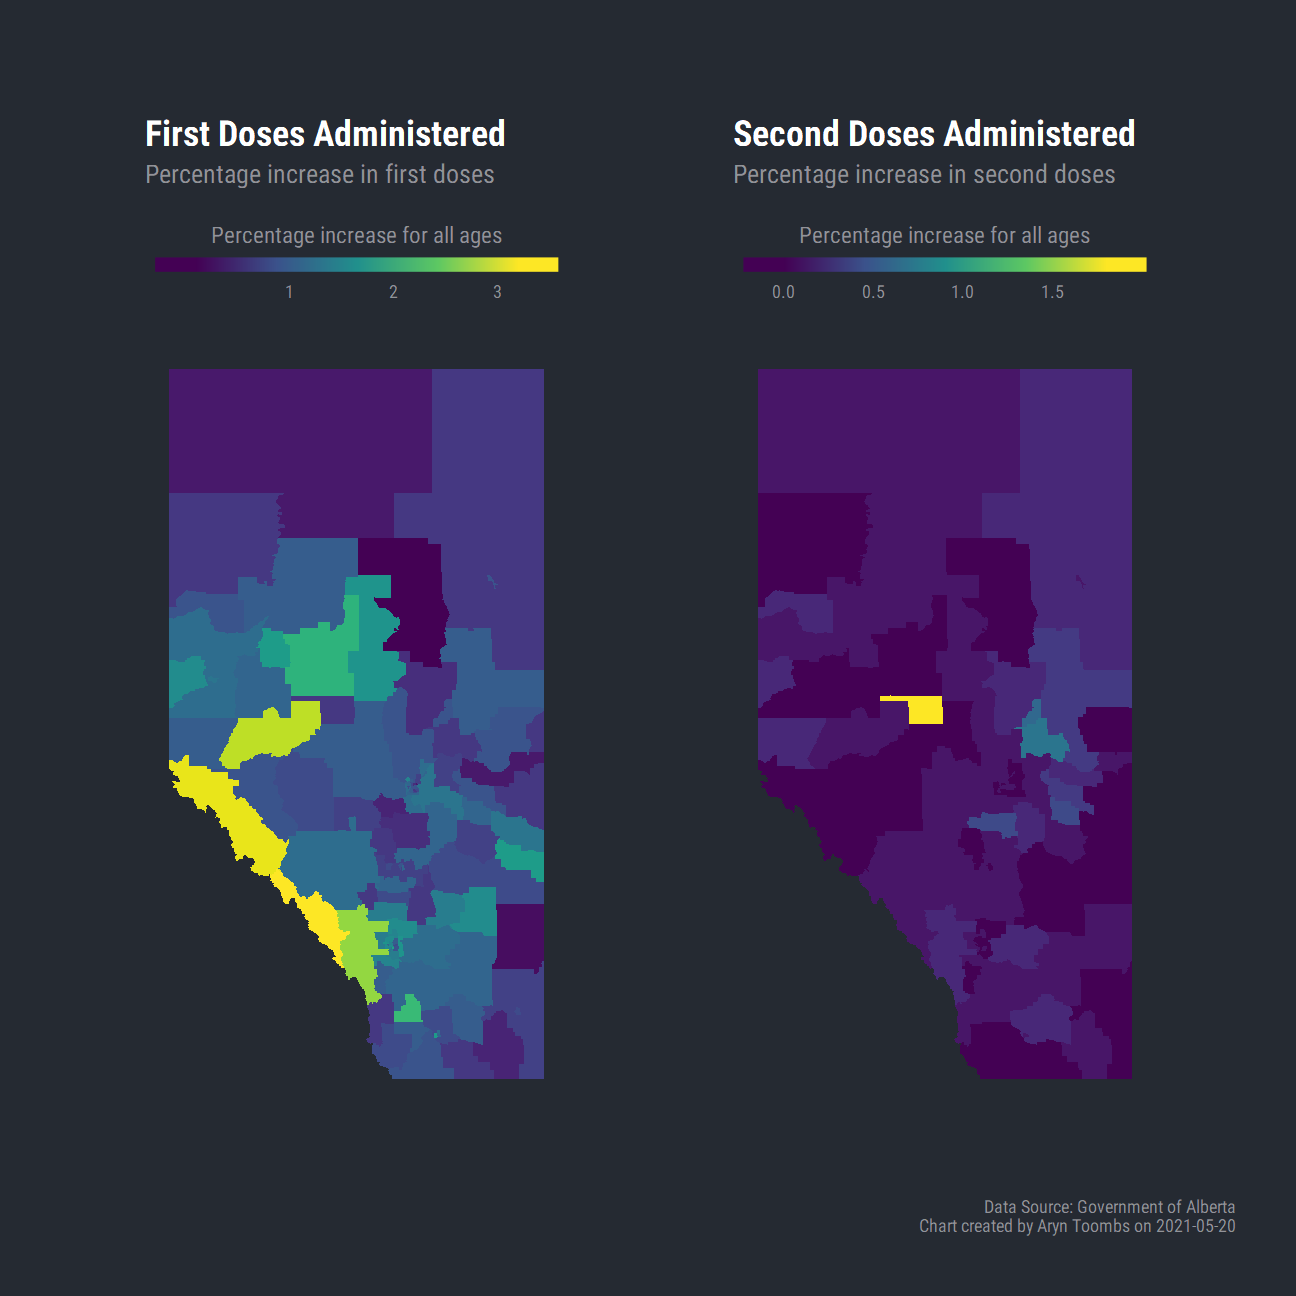 First Doses Administered
Percentage increase in first doses
Percentage increase for all ages
1 2 3
Second Doses Administered
Percentage increase in second doses
Percentage increase for all ages
0.0 0.5 1.0 1.5
Data Source: Government of Alberta
Chart created by Aryn Toombs on 2021-05-20